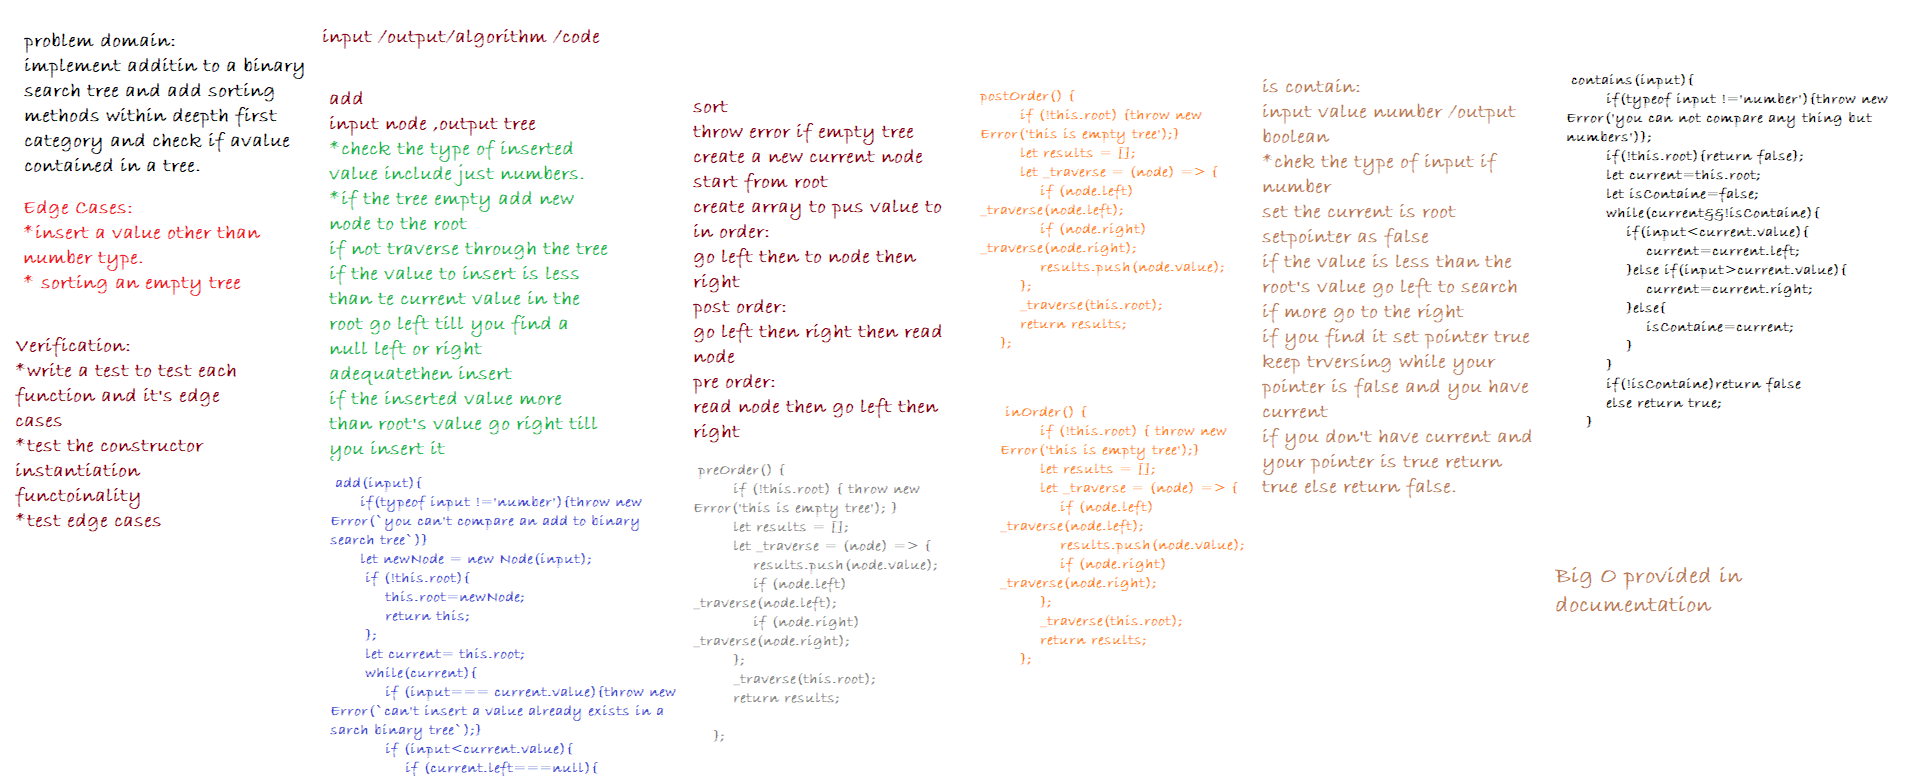 problem domain:
implement additin to a binary
search tree and add sorting
methods within deepth first
category and check if avalue
contained in a tree.
Edge Cases:
*insert a value other than
number type.
* sorting an empty tree
Verification:
*write a test to test each
function and it's edge
cases
*test the constructor
instantiation
functoinality
*test edge cases
input /output/algorithm /code
add
input node ,output tree
*check the type of inserted
value include just numbers.
*if the tree empty add new
node to the root
if not traverse through the tree
if the value to insert is less
than te current value in the
root go left till you find a
null left or right
adequatethen insert
if the inserted value more
than root's value go right till
you insert it
add(input){
if(typeof input !='number'){throw new
Error(`you can't compare an add to binary
search tree`)}
let newNode = new Node(input);
if (!this.root){
this.root=newNode;
return this;
};
let current= this.root;
while(current){
if (input=== current.value){throw new
Error(`can't insert a value already exists in a
sarch binary tree`);}
if (input<current.value){
if (current.left===null){
sort
throw error if empty tree
create a new current node
start from root
create array to pus value to
in order:
go left then to node then
right
post order:
go left then right then read
node
pre order:
read node then go left then
right
preOrder() {
if (!this.root) { throw new
Error('this is empty tree'); }
let results = [];
let _traverse = (node) => {
results.push(node.value);
if (node.left)
_traverse(node.left);
if (node.right)
_traverse(node.right);
};
_traverse(this.root);
return results;
};
postOrder() {
if (!this.root) {throw new
Error('this is empty tree');}
let results = [];
let _traverse = (node) => {
if (node.left)
_traverse(node.left);
if (node.right)
_traverse(node.right);
results.push(node.value);
};
_traverse(this.root);
return results;
};
inOrder() {
if (!this.root) { throw new
Error('this is empty tree');}
let results = [];
let _traverse = (node) => {
if (node.left)
_traverse(node.left);
results.push(node.value);
if (node.right)
_traverse(node.right);
};
_traverse(this.root);
return results;
};
is contain:
input value number /output
boolean
*chek the type of input if
number
set the current is root
setpointer as false
if the value is less than the
root's value go left to search
if more go to the right
if you find it set pointer true
keep trversing while your
pointer is false and you have
current
if you don't have current and
your pointer is true return
true else return false.
contains(input){
if(typeof input !='number'){throw new
Error('you can not compare any thing but
numbers')};
if(!this.root){return false};
let current=this.root;
let isContaine=false;
while(current&&!isContaine){
if(input<current.value){
current=current.left;
}else if(input>current.value){
current=current.right;
}else{
isContaine=current;
}
}
if(!isContaine)return false
else return true;
}
Big O provided in
documentation